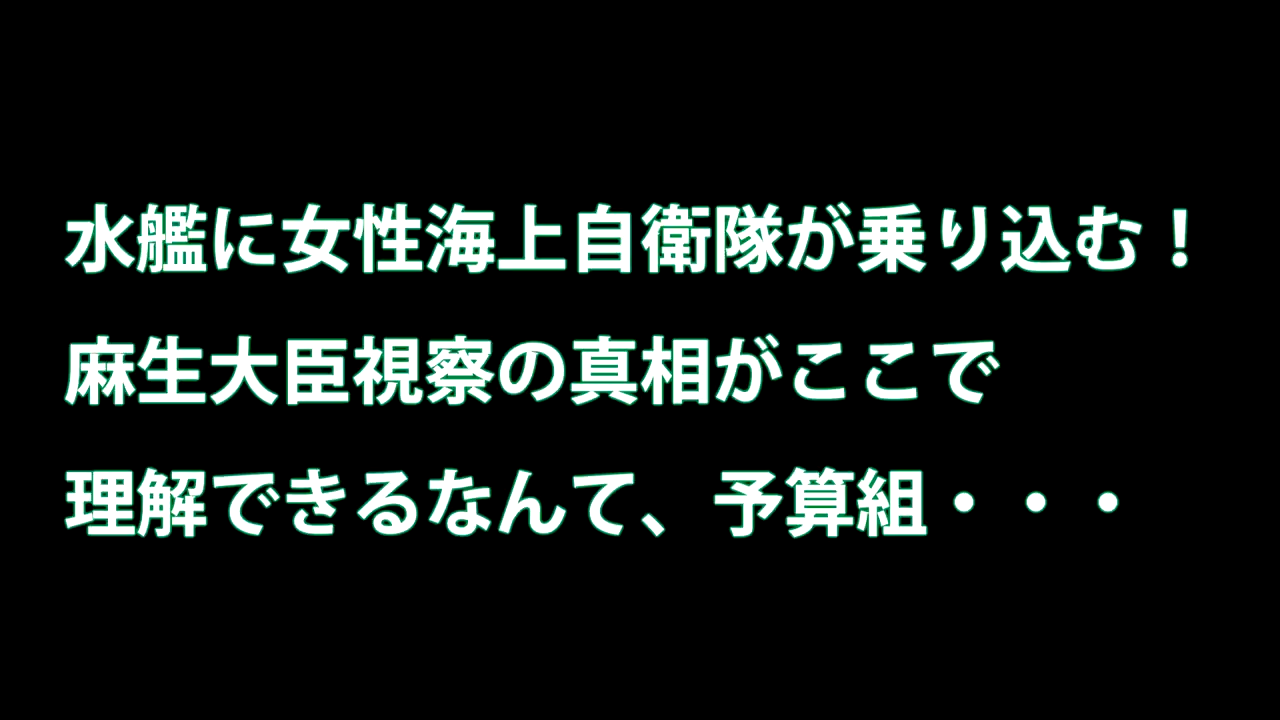 水艦に女性海上自衛隊が乗り込む！
麻生大臣視察の真相がここで
理解できるなんて、予算組・・・